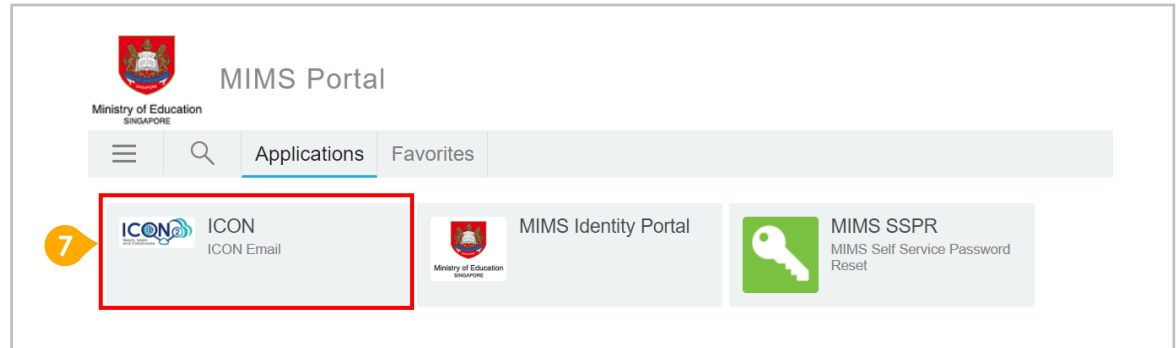 MIMS Portal
Ministry of Education
SINGAPORE
Applications Favorites
7
ICON 2
ICON
ICON Email
Ministry of Education
SINGAPORE
MIMS Identity Portal
MIMS SSPR
MIMS Self Service Password
Reset